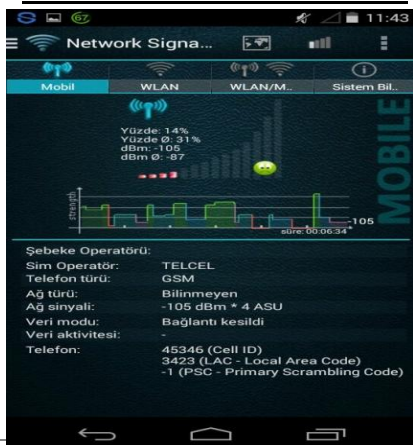 67
11:43
Network Signa...
Mobil
WLAN
WLAN/M..
Sistem Bil..
Yüzde: 14%
Yüzde Ø: 31%
dBm: -105
dBm Ø: -87
MOBILE
strength
-105
süre: 00:06:34
Şebeke Operatörü:
Sim Operatör: TELCEL
Telefon türü: GSM
Ağ türü: Bilinmeyen
Ağ sinyali: -105 dBm * 4 ASU
Veri modu: Bağlantı kesildi
Veri aktivitesi: -
Telefon: 45346 (Cell ID)
3423 (LAC - Local Area Code)
-1 (PSC - Primary Scrambling Code)